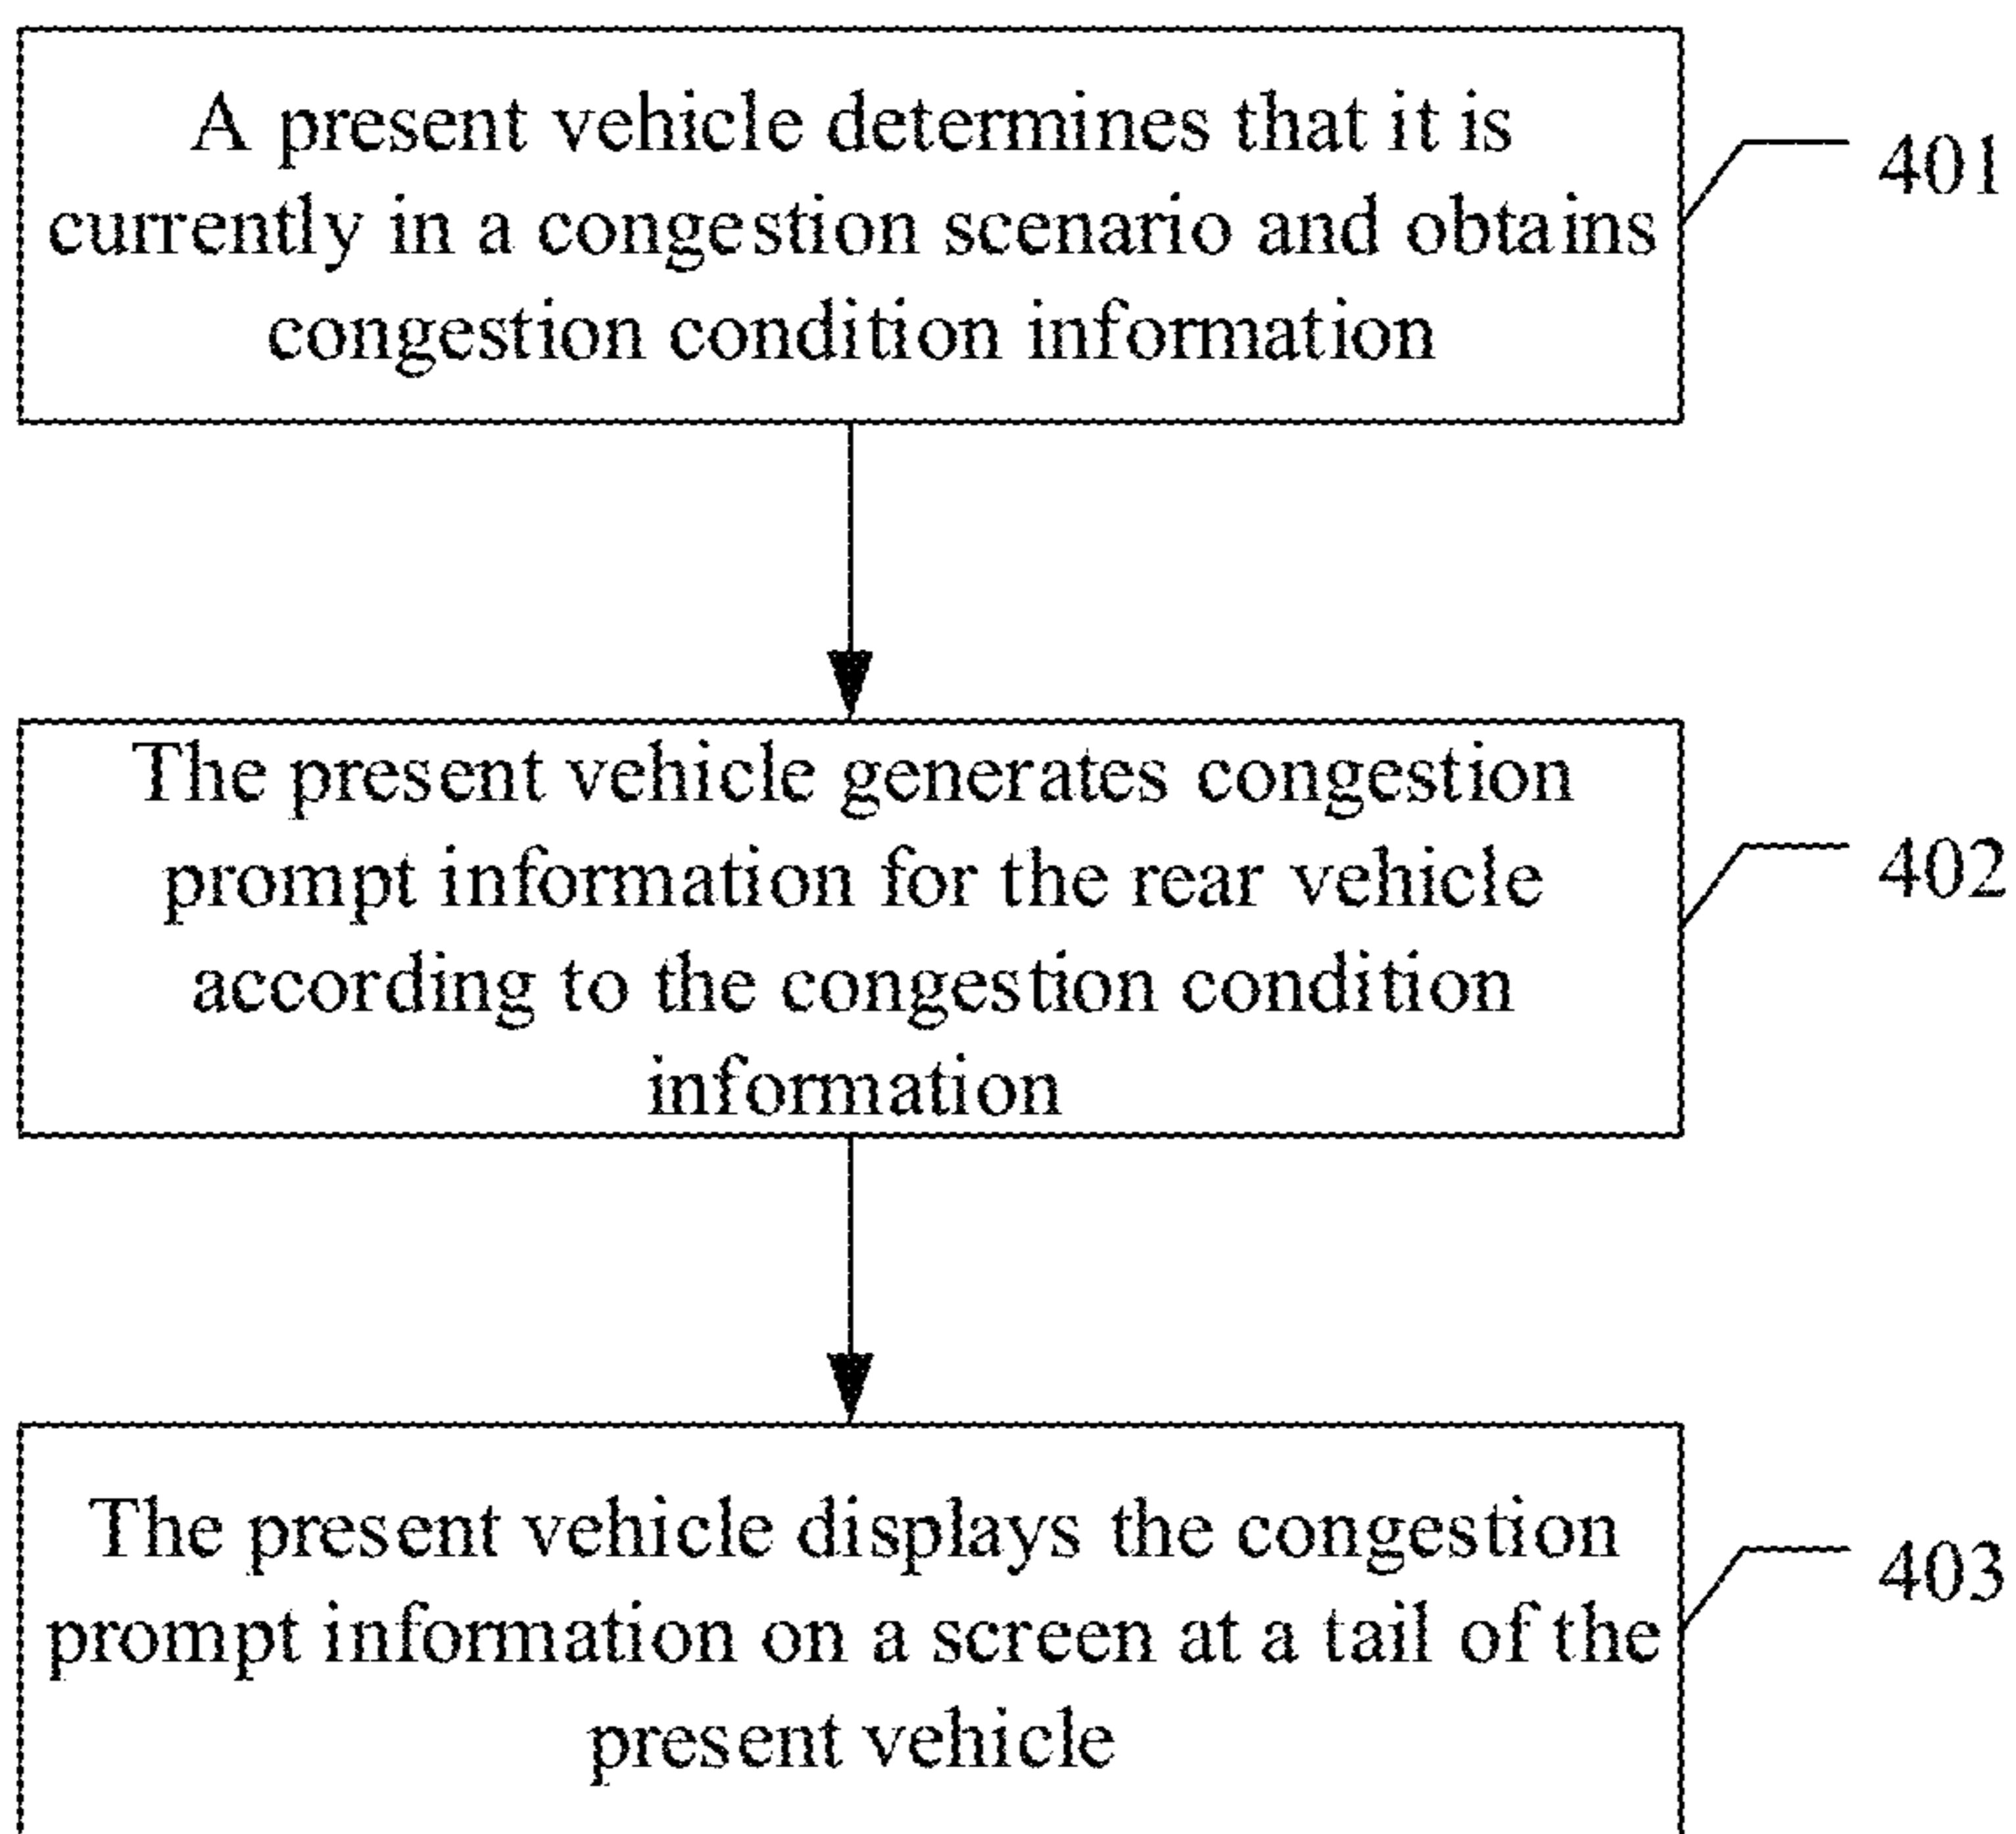 A present vehicle determines that it is
currently in a congestion scenario and obtains
congestion condition information
401
The present vehicle generates congestion
prompt information for the rear vehicle
according to the congestion condition
information
402
The present vehicle displays the congestion
prompt information on a screen at a tail of the
present vehicle
403